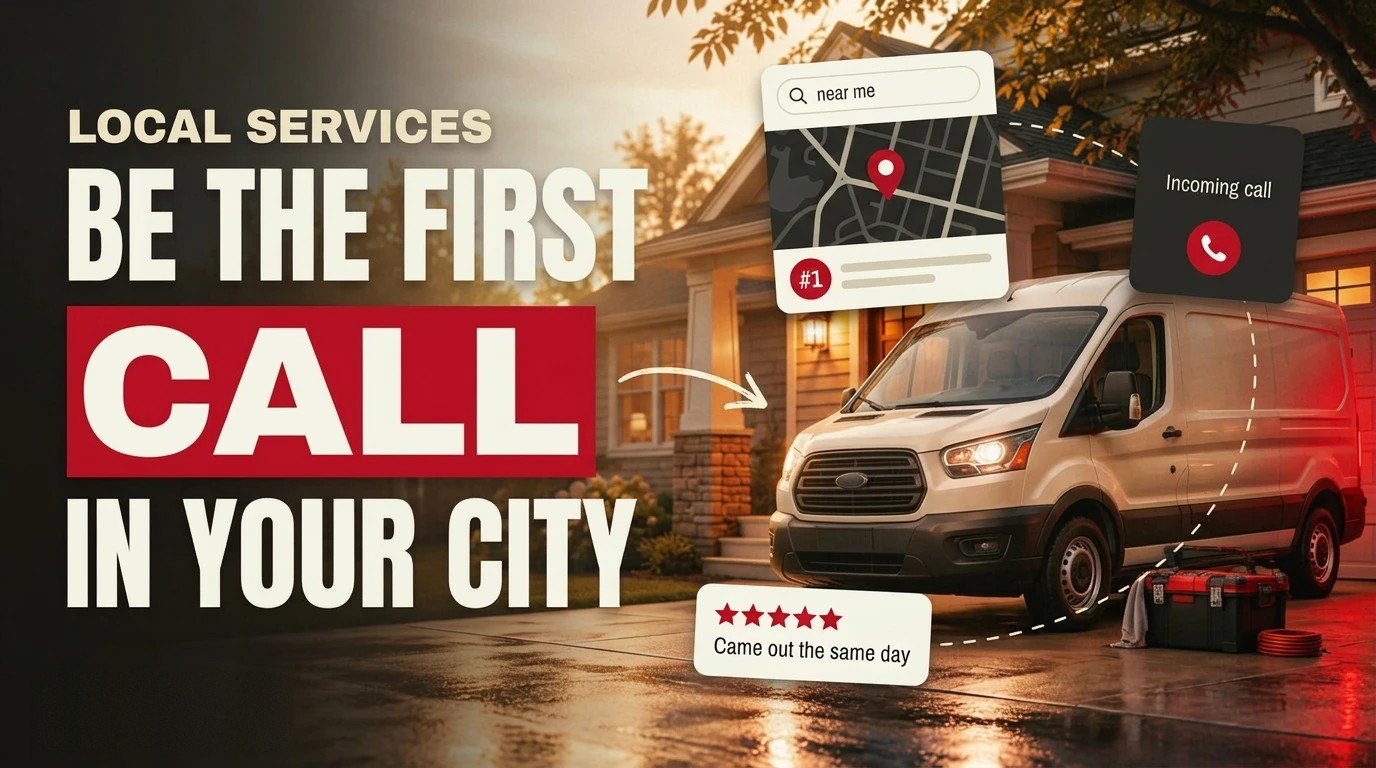 LOCAL SERVICES
BE THE FIRST
CALL
IN YOUR CITY
near me
#1
Incoming call
★★★★★
Came out the same day